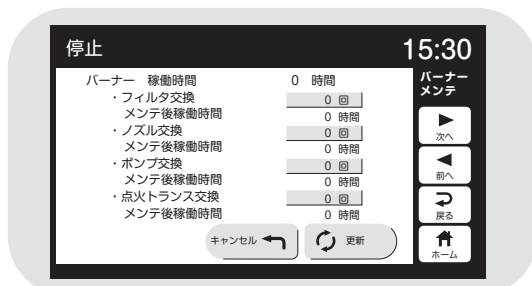 停止 15:30
バーナー 稼働時間 0 時間
・フィルタ交換 0 回
メンテ後稼働時間 0 時間
・ノズル交換 0 回
メンテ後稼働時間 0 時間
・ポンプ交換 0 回
メンテ後稼働時間 0 時間
・点火トランス交換 0 回
メンテ後稼働時間 0 時間
キャンセル 更新
バーナー
メンテ
次へ
前へ
戻る
ホーム